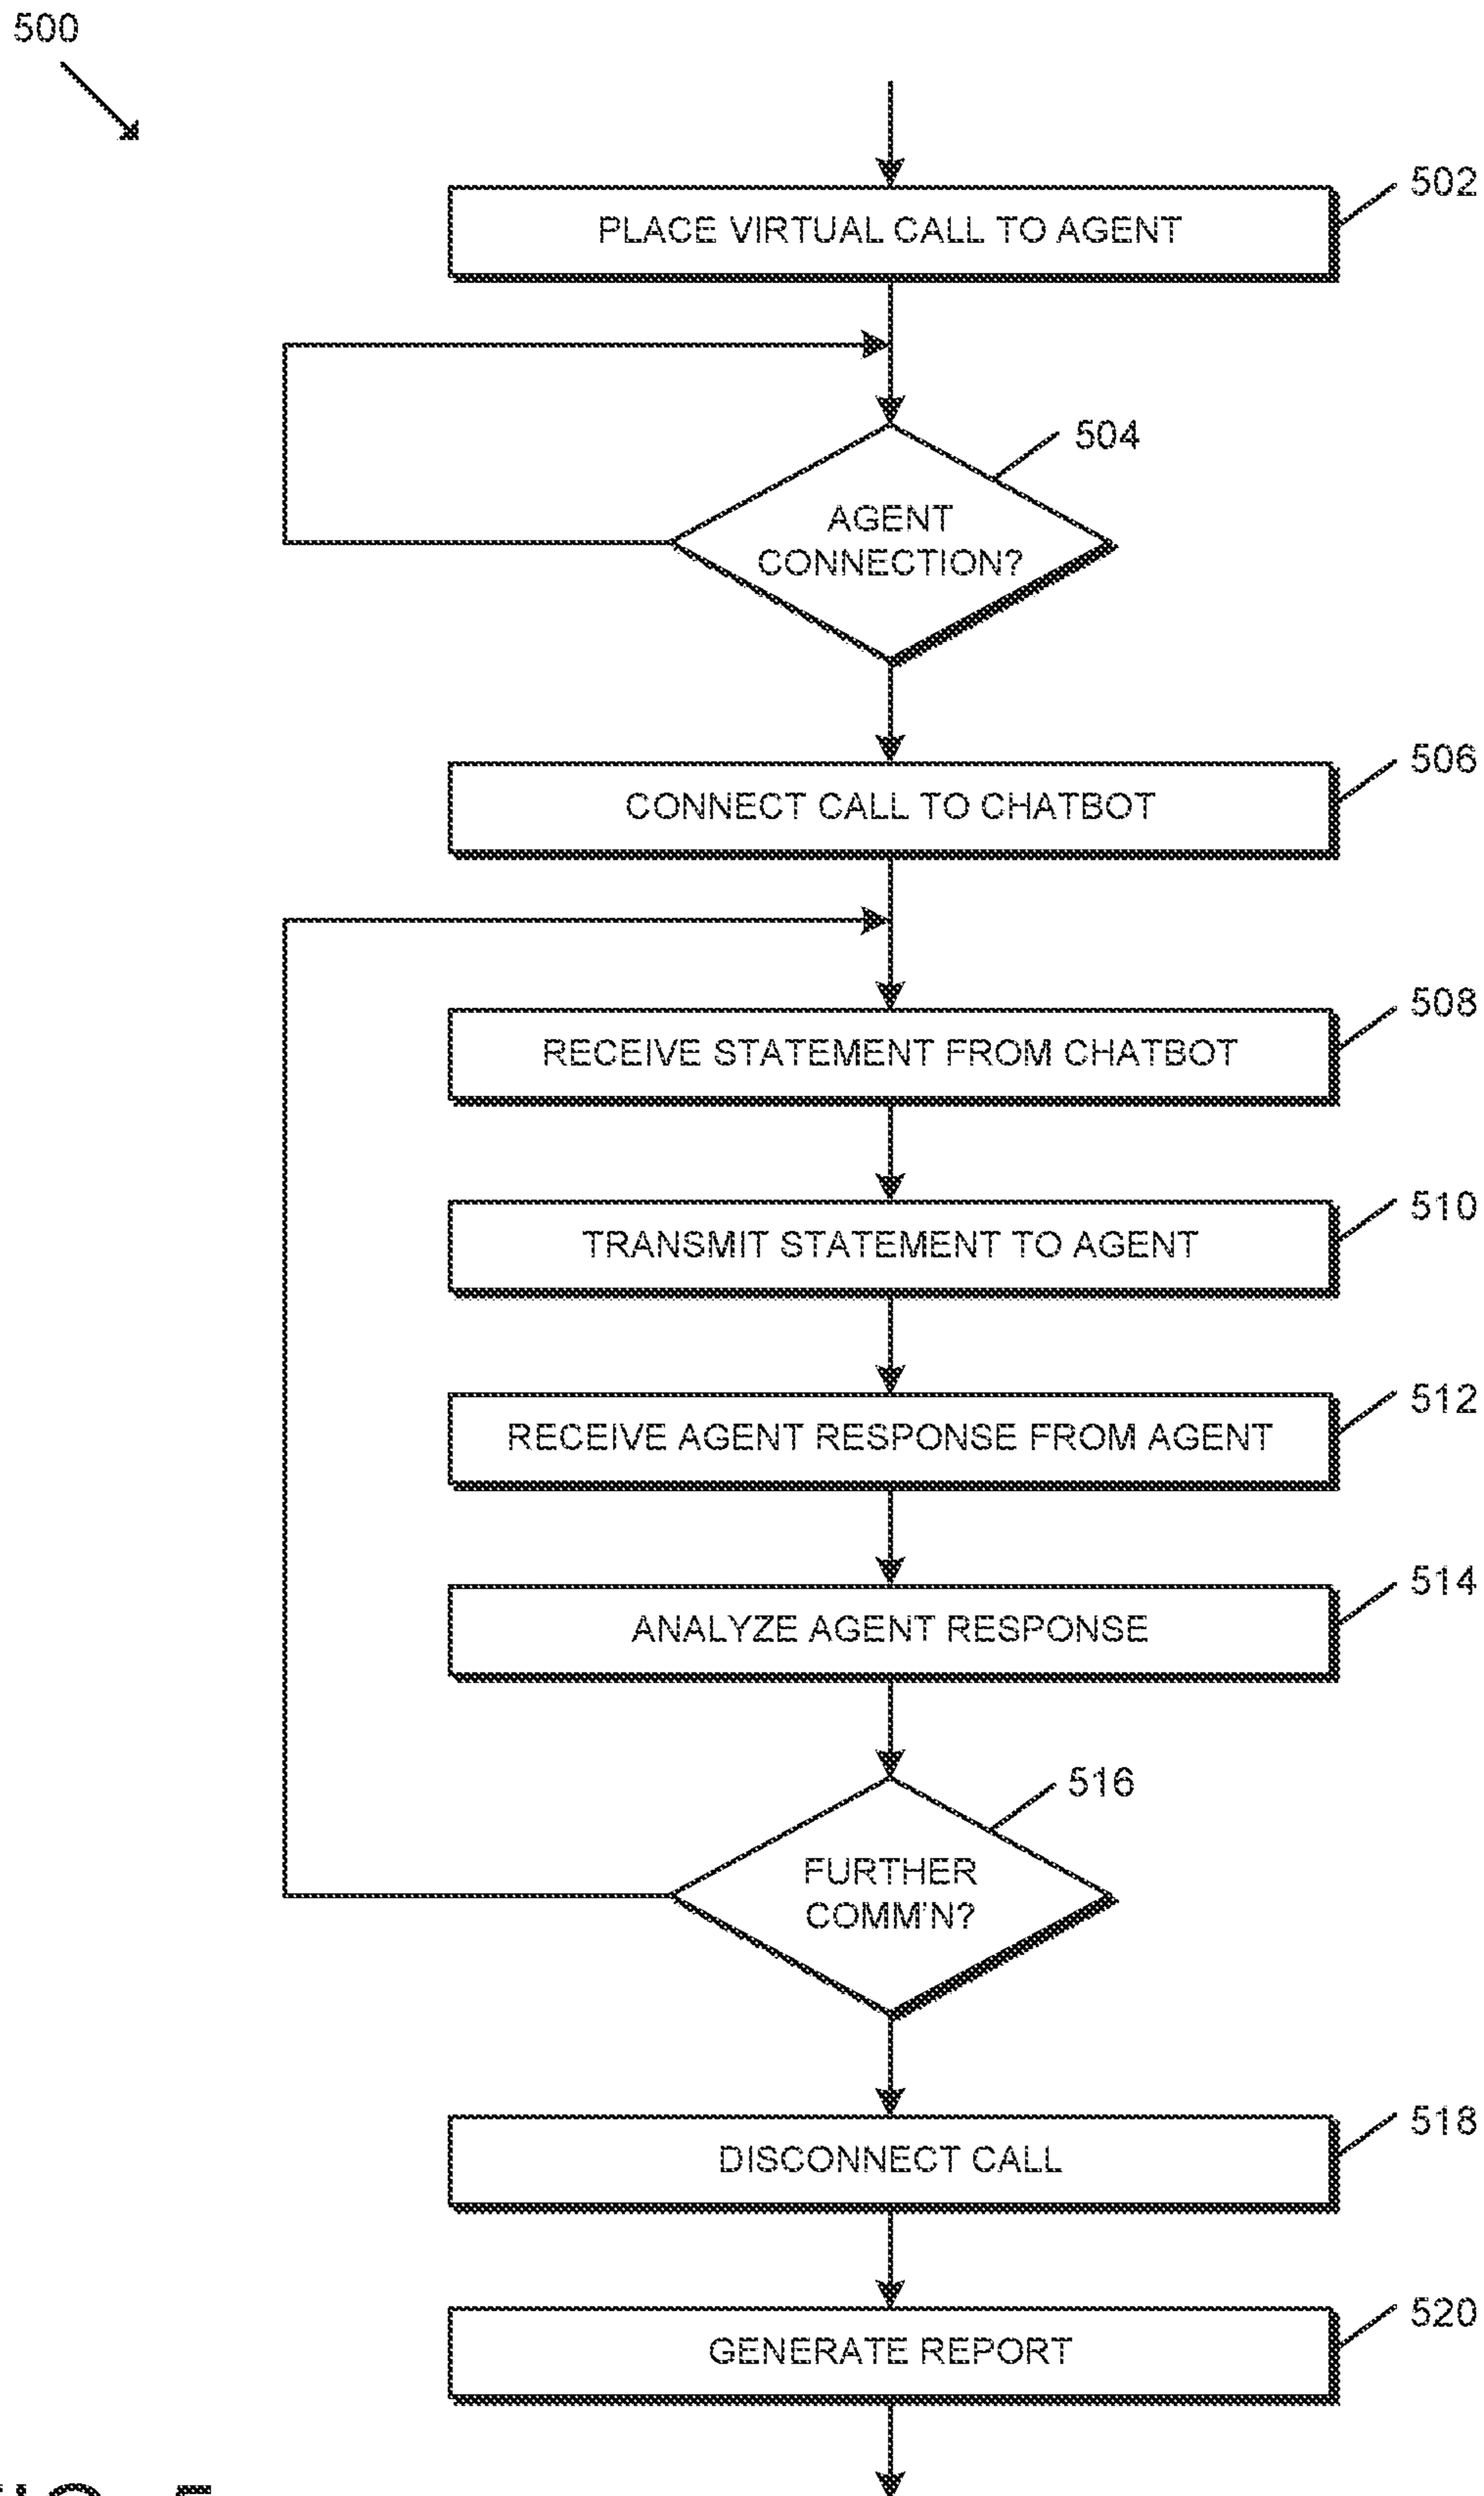 500
502
PLACE VIRTUAL CALL TO AGENT
504
AGENT
CONNECTION?
506
CONNECT CALL TO CHATBOT
508
RECEIVE STATEMENT FROM CHATBOT
510
TRANSMIT STATEMENT TO AGENT
512
RECEIVE AGENT RESPONSE FROM AGENT
514
ANALYZE AGENT RESPONSE
516
FURTHER
COMM'N?
518
DISCONNECT CALL
520
GENERATE REPORT